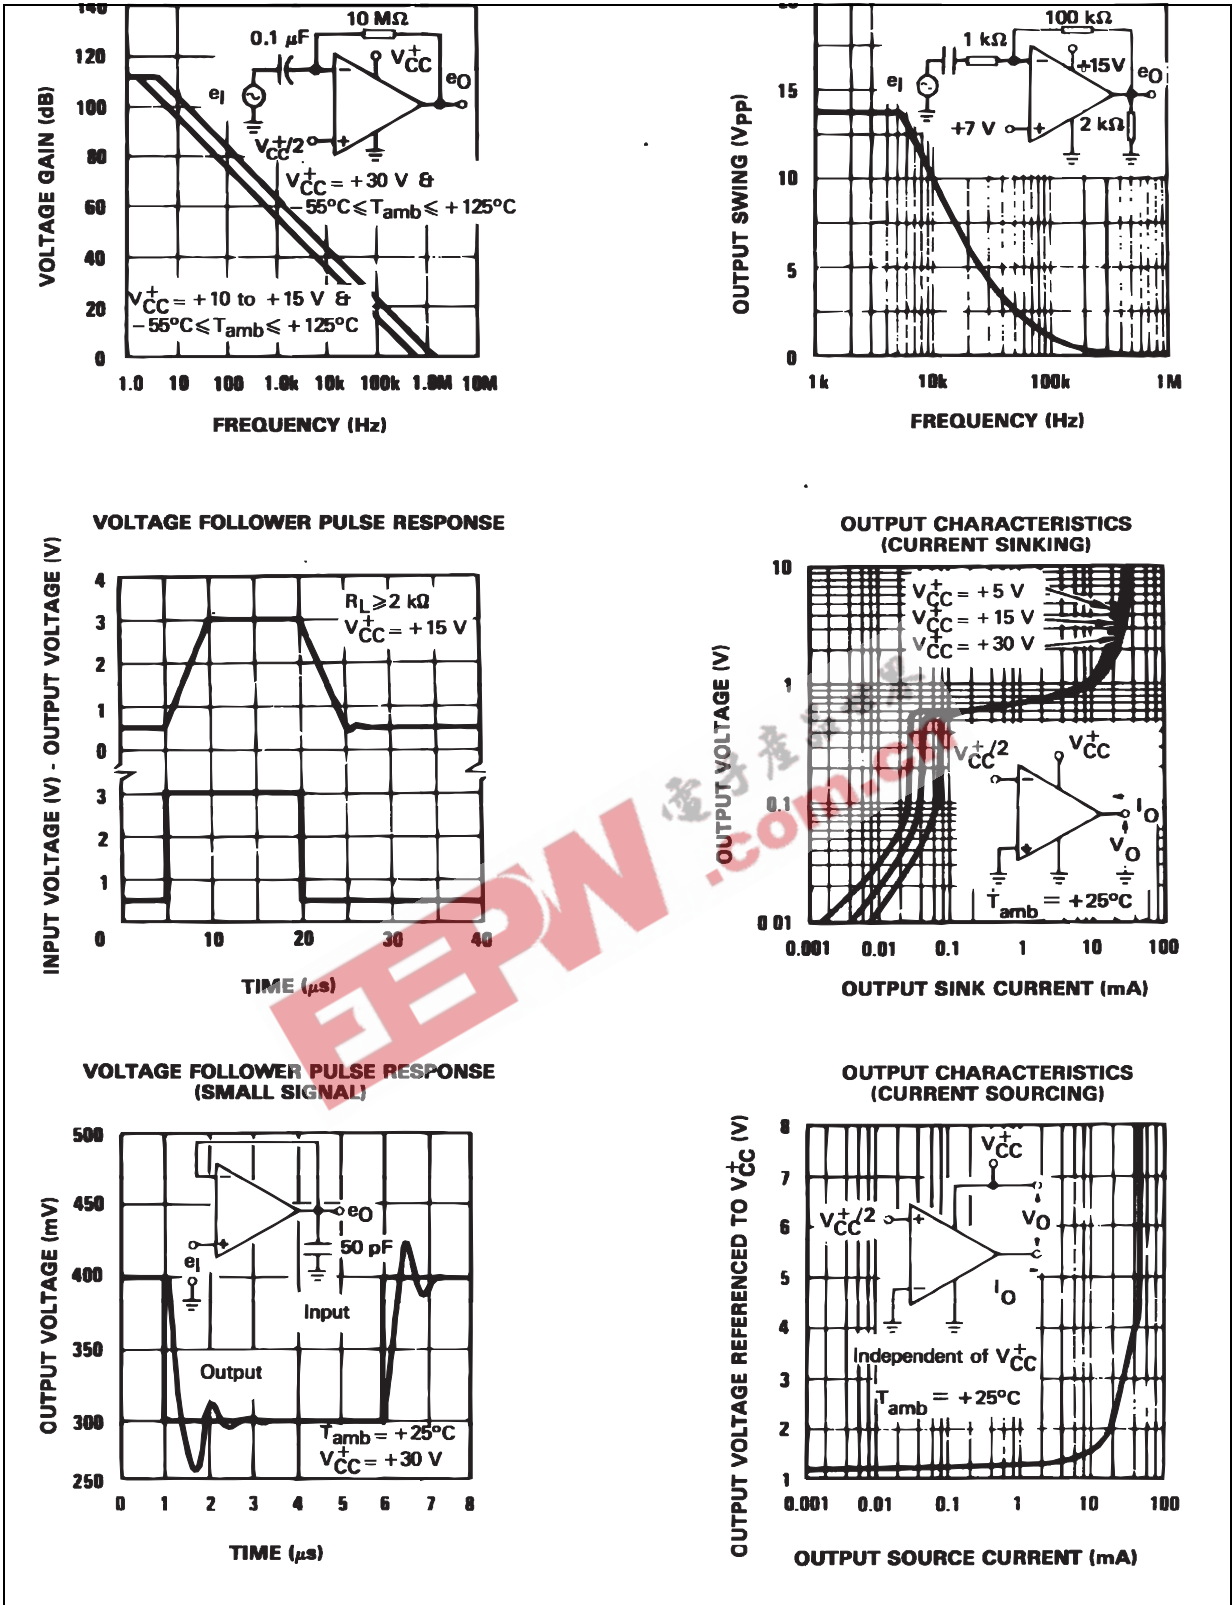 140
120
100
80
60
40
20
0
VOLTAGE GAIN (dB)
10 MΩ
0.1 µF
V+CC
eI
eO
V+CC/2
V+CC = +30 V &
-55°C ≤ Tamb ≤ +125°C
V+CC = +10 to +15 V &
-55°C ≤ Tamb ≤ +125°C
1.0 10 100 1.0k 10k 100k 1.0M 10M
FREQUENCY (Hz)
20
15
10
5
0
OUTPUT SWING (Vpp)
100 kΩ
1 kΩ
+15V
eI
eO
+7 V
2 kΩ
1k 10k 100k 1M
FREQUENCY (Hz)
VOLTAGE FOLLOWER PULSE RESPONSE
INPUT VOLTAGE (V) - OUTPUT VOLTAGE (V)
4
3
2
1
0
3
2
1
RL ≥ 2 kΩ
V+CC = +15 V
0 10 20 30 40
TIME (µs)
OUTPUT CHARACTERISTICS
(CURRENT SINKING)
OUTPUT VOLTAGE (V)
10
1
0.1
0 01
V+CC = +5 V
V+CC = +15 V
V+CC = +30 V
V+CC/2
V+CC
IO
VO
Tamb = +25°C
0.001 0.01 0.1 1 10 100
OUTPUT SINK CURRENT (mA)
電子產品世界
EEPW.com.cn
VOLTAGE FOLLOWER PULSE RESPONSE
(SMALL SIGNAL)
OUTPUT VOLTAGE (mV)
500
450
400
350
300
250
eO
50 pF
eI
Input
Output
Tamb = +25°C
V+CC = +30 V
0 1 2 3 4 5 6 7 8
TIME (µs)
OUTPUT CHARACTERISTICS
(CURRENT SOURCING)
OUTPUT VOLTAGE REFERENCED TO V+CC (V)
8
7
6
5
4
3
2
1
V+CC
V+CC/2
VO
IO
Independent of V+CC
Tamb = +25°C
0.001 0.01 0.1 1 10 100
OUTPUT SOURCE CURRENT (mA)